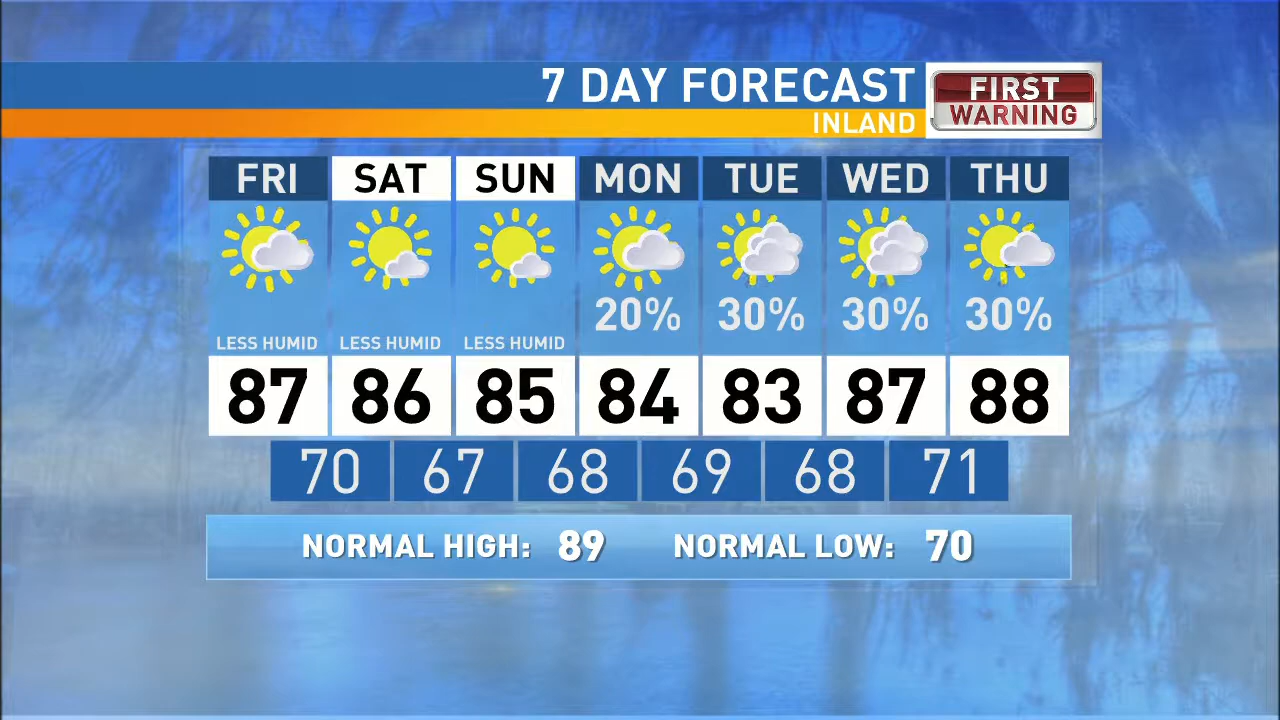 7 DAY FORECAST
FIRST
WARNING
INLAND
FRI SAT SUN MON TUE WED THU
20% 30% 30% 30%
LESS HUMID LESS HUMID LESS HUMID
87 86 85 84 83 87 88
70 67 68 69 68 71
NORMAL HIGH: 89 NORMAL LOW: 70